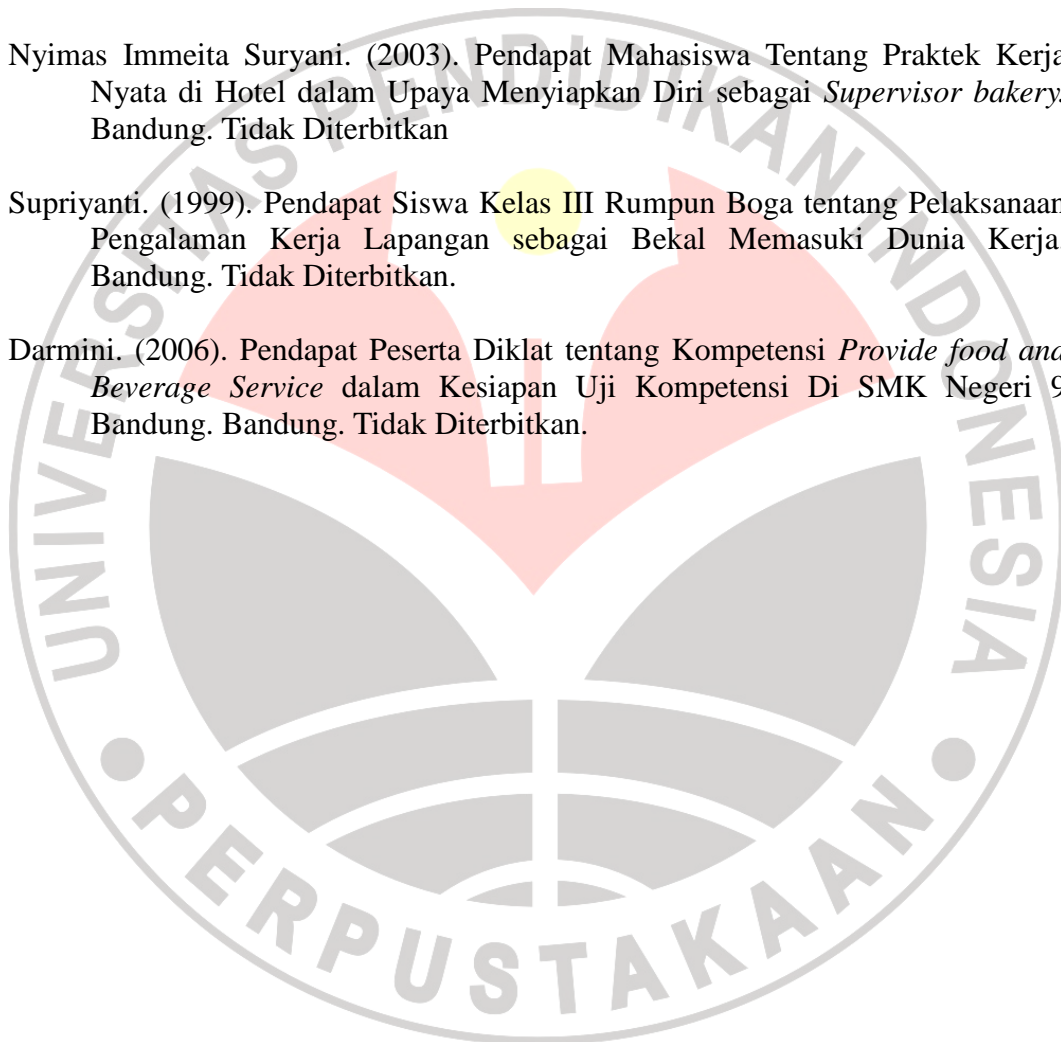 Nyimas Immeita Suryani. (2003). Pendapat Mahasiswa Tentang Praktek Kerja
Nyata di Hotel dalam Upaya Menyiapkan Diri sebagai Supervisor bakery.
Bandung. Tidak Diterbitkan
Supriyanti. (1999). Pendapat Siswa Kelas III Rumpun Boga tentang Pelaksanaan
Pengalaman Kerja Lapangan sebagai Bekal Memasuki Dunia Kerja.
Bandung. Tidak Diterbitkan.
Darmini. (2006). Pendapat Peserta Diklat tentang Kompetensi Provide food and
Beverage Service dalam Kesiapan Uji Kompetensi Di SMK Negeri 9
Bandung. Bandung. Tidak Diterbitkan.
UNIVERSITAS PENDIDIKAN INDONESIA
PERPUSTAKAAN